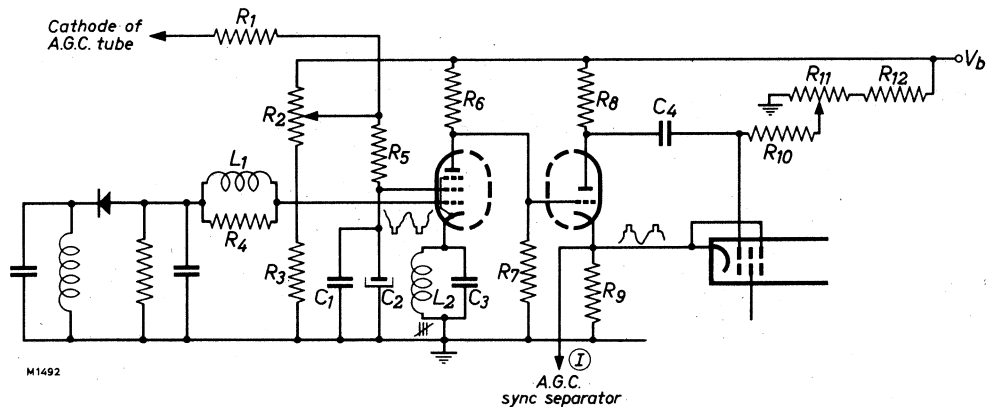 Cathode of
A.G.C. tube
R1
Vb
R2
R6
R8
R11
R12
C4
R10
R5
L1
R4
R3
C1
C2
L2
C3
R7
R9
I
A.G.C.
sync separator
M1492